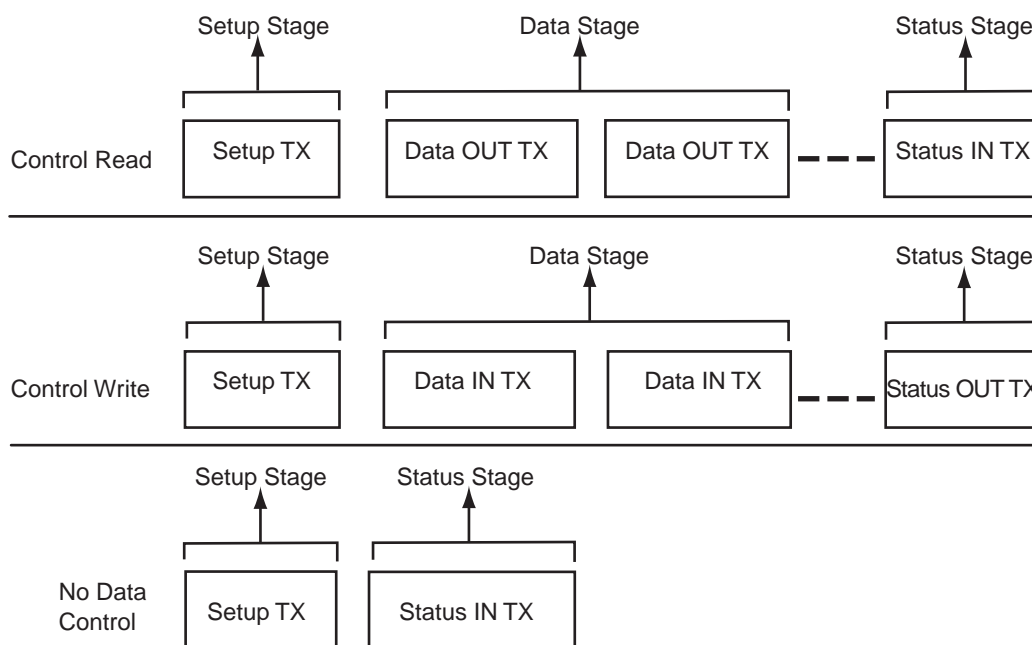 Setup Stage Data Stage Status Stage
Control Read Setup TX Data OUT TX Data OUT TX Status IN TX
Setup Stage Data Stage Status Stage
Control Write Setup TX Data IN TX Data IN TX Status OUT TX
Setup Stage Status Stage
No Data
Control
Setup TX Status IN TX